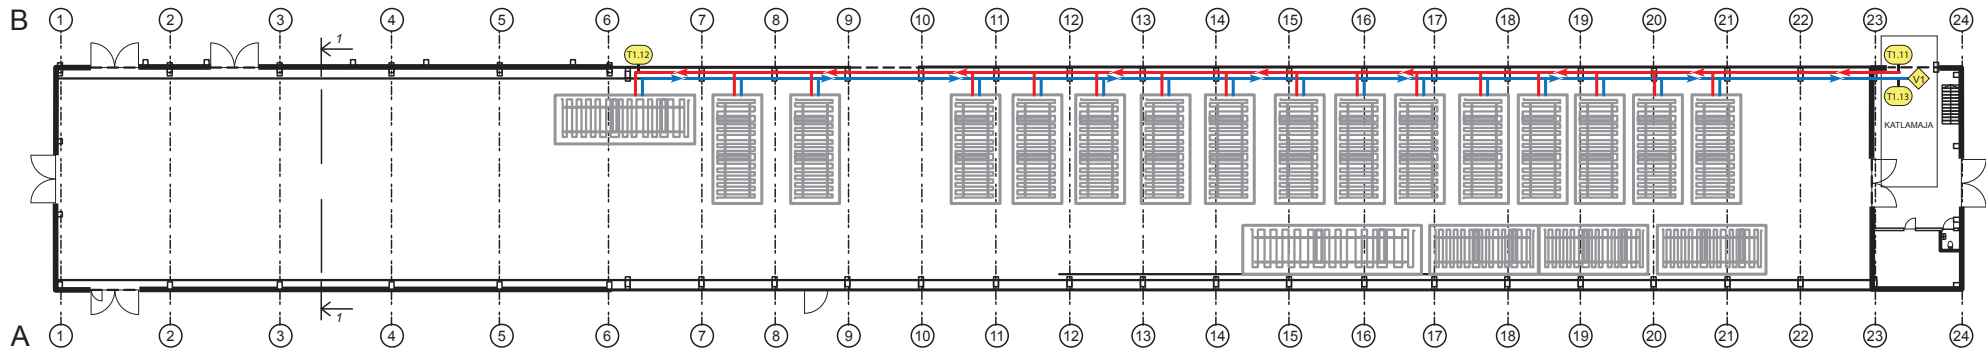 B 1 2 3 4 5 6 7 8 9 10 11 12 13 14 15 16 17 18 19 20 21 22 23 24
1
T1.12
T1.11
V1
T1.13
KATLAMAJA
1
A 1 2 3 4 5 6 7 8 9 10 11 12 13 14 15 16 17 18 19 20 21 22 23 24